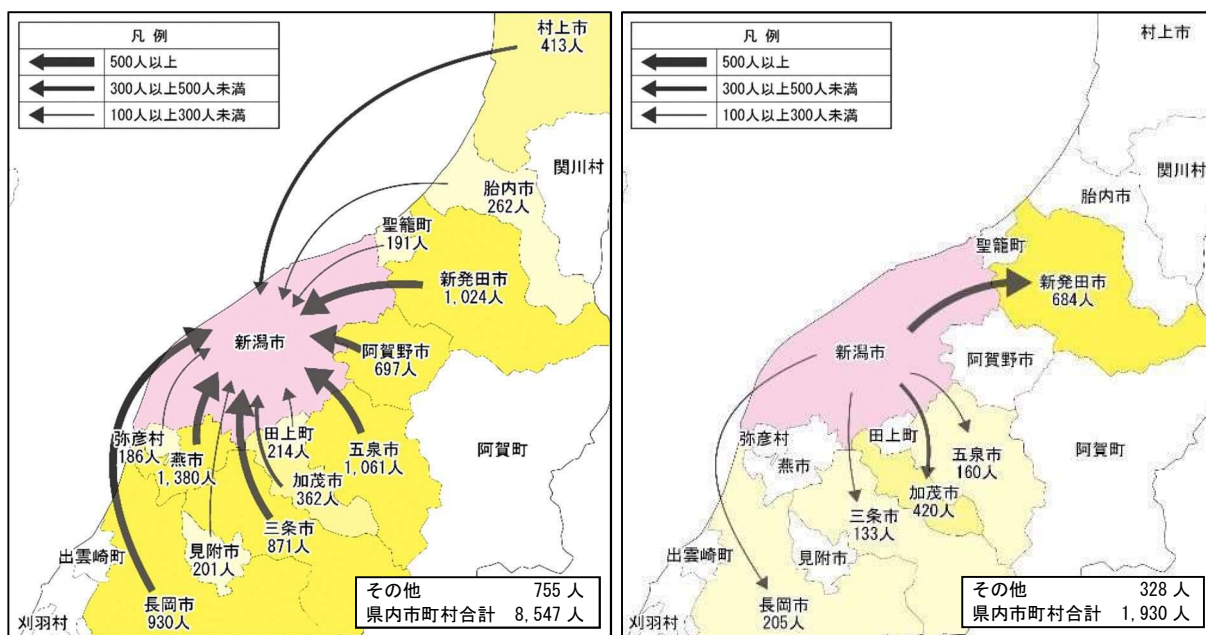 凡 例
500人以上
300人以上500人未満
100人以上300人未満
村上市
413人
関川村
胎内市
262人
聖籠町
191人
新発田市
1,024人
新潟市
阿賀野市
697人
弥彦村
186人
燕市
1,380人
田上町
214人
五泉市
1,061人
阿賀町
加茂市
362人
三条市
871人
見附市
201人
出雲崎町
長岡市
930人
刈羽村
その他 755 人
県内市町村合計 8,547 人
凡 例
500人以上
300人以上500人未満
100人以上300人未満
村上市
関川村
胎内市
聖籠町
新発田市
684人
新潟市
阿賀野市
弥彦村
燕市
田上町
五泉市
160人
阿賀町
加茂市
420人
三条市
133人
見附市
出雲崎町
長岡市
205人
刈羽村
その他 328 人
県内市町村合計 1,930 人